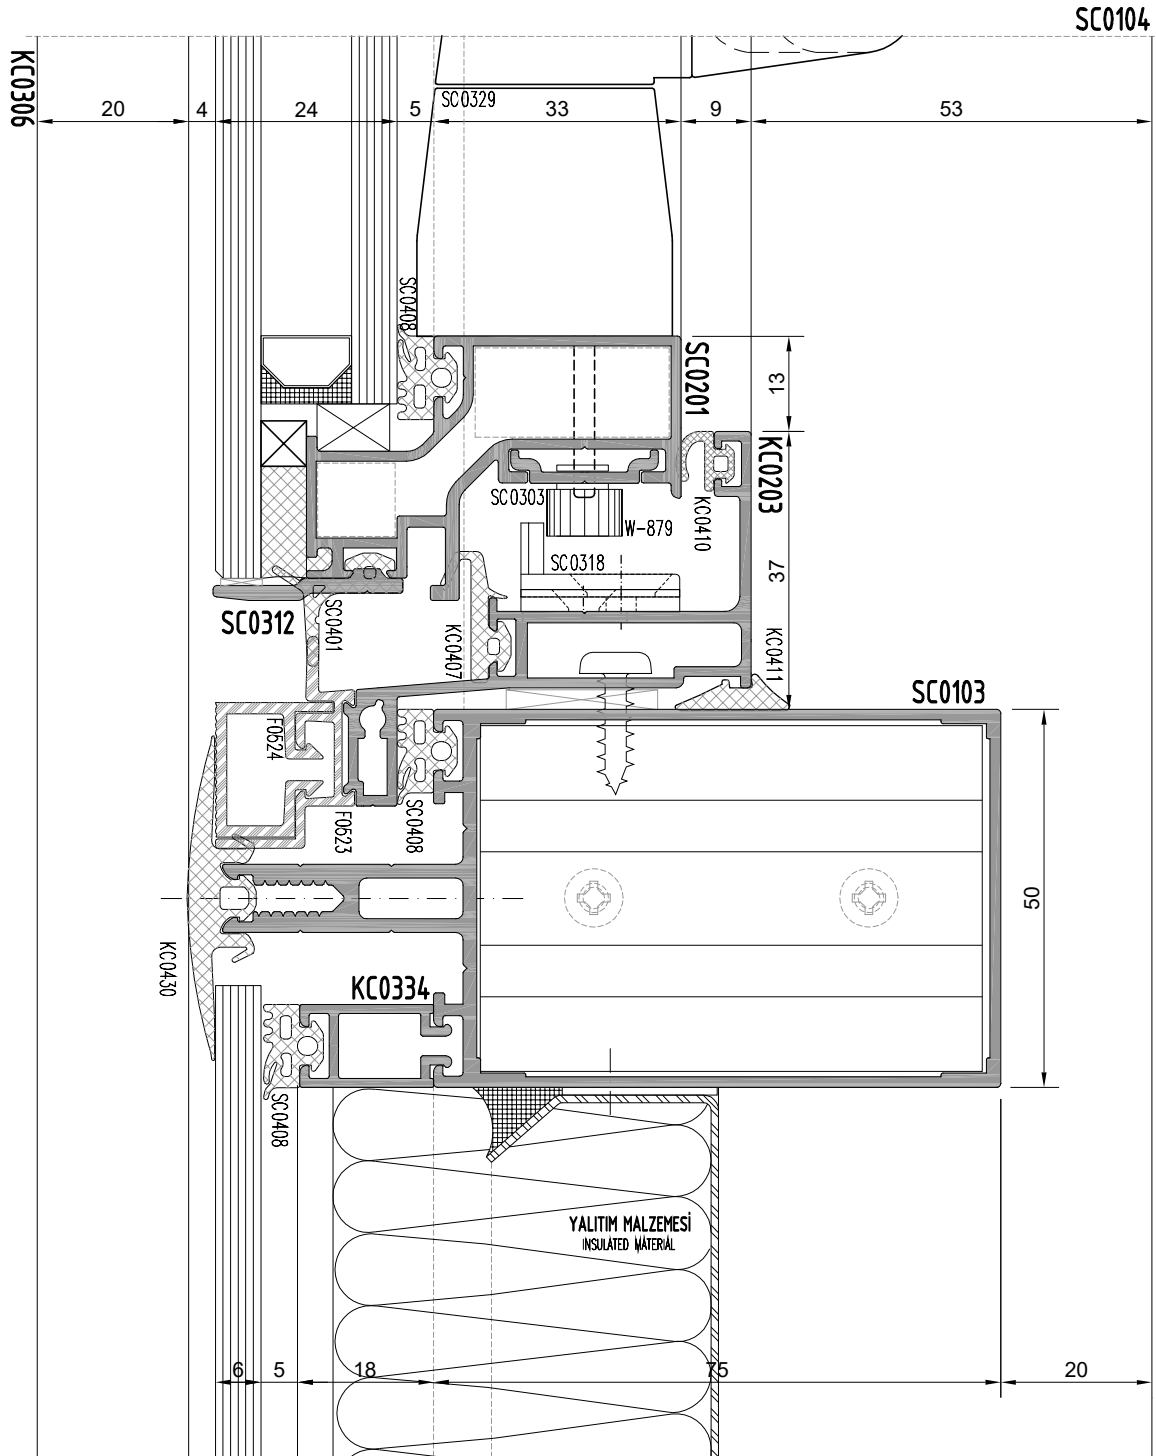 SC0104
KC0306
20
4
24
5
33
9
53
SC0329
SC0408
SC0201
13
KC0203
SC0303
W-879
KC0410
SC0318
37
SC0312
SC0401
KC0407
KC0411
SC0103
F0624
F0623
SC0408
50
KC0430
KC0334
SC0408
YALITIM MALZEMESİ
INSULATED MATERIAL
6
5
18
75
20